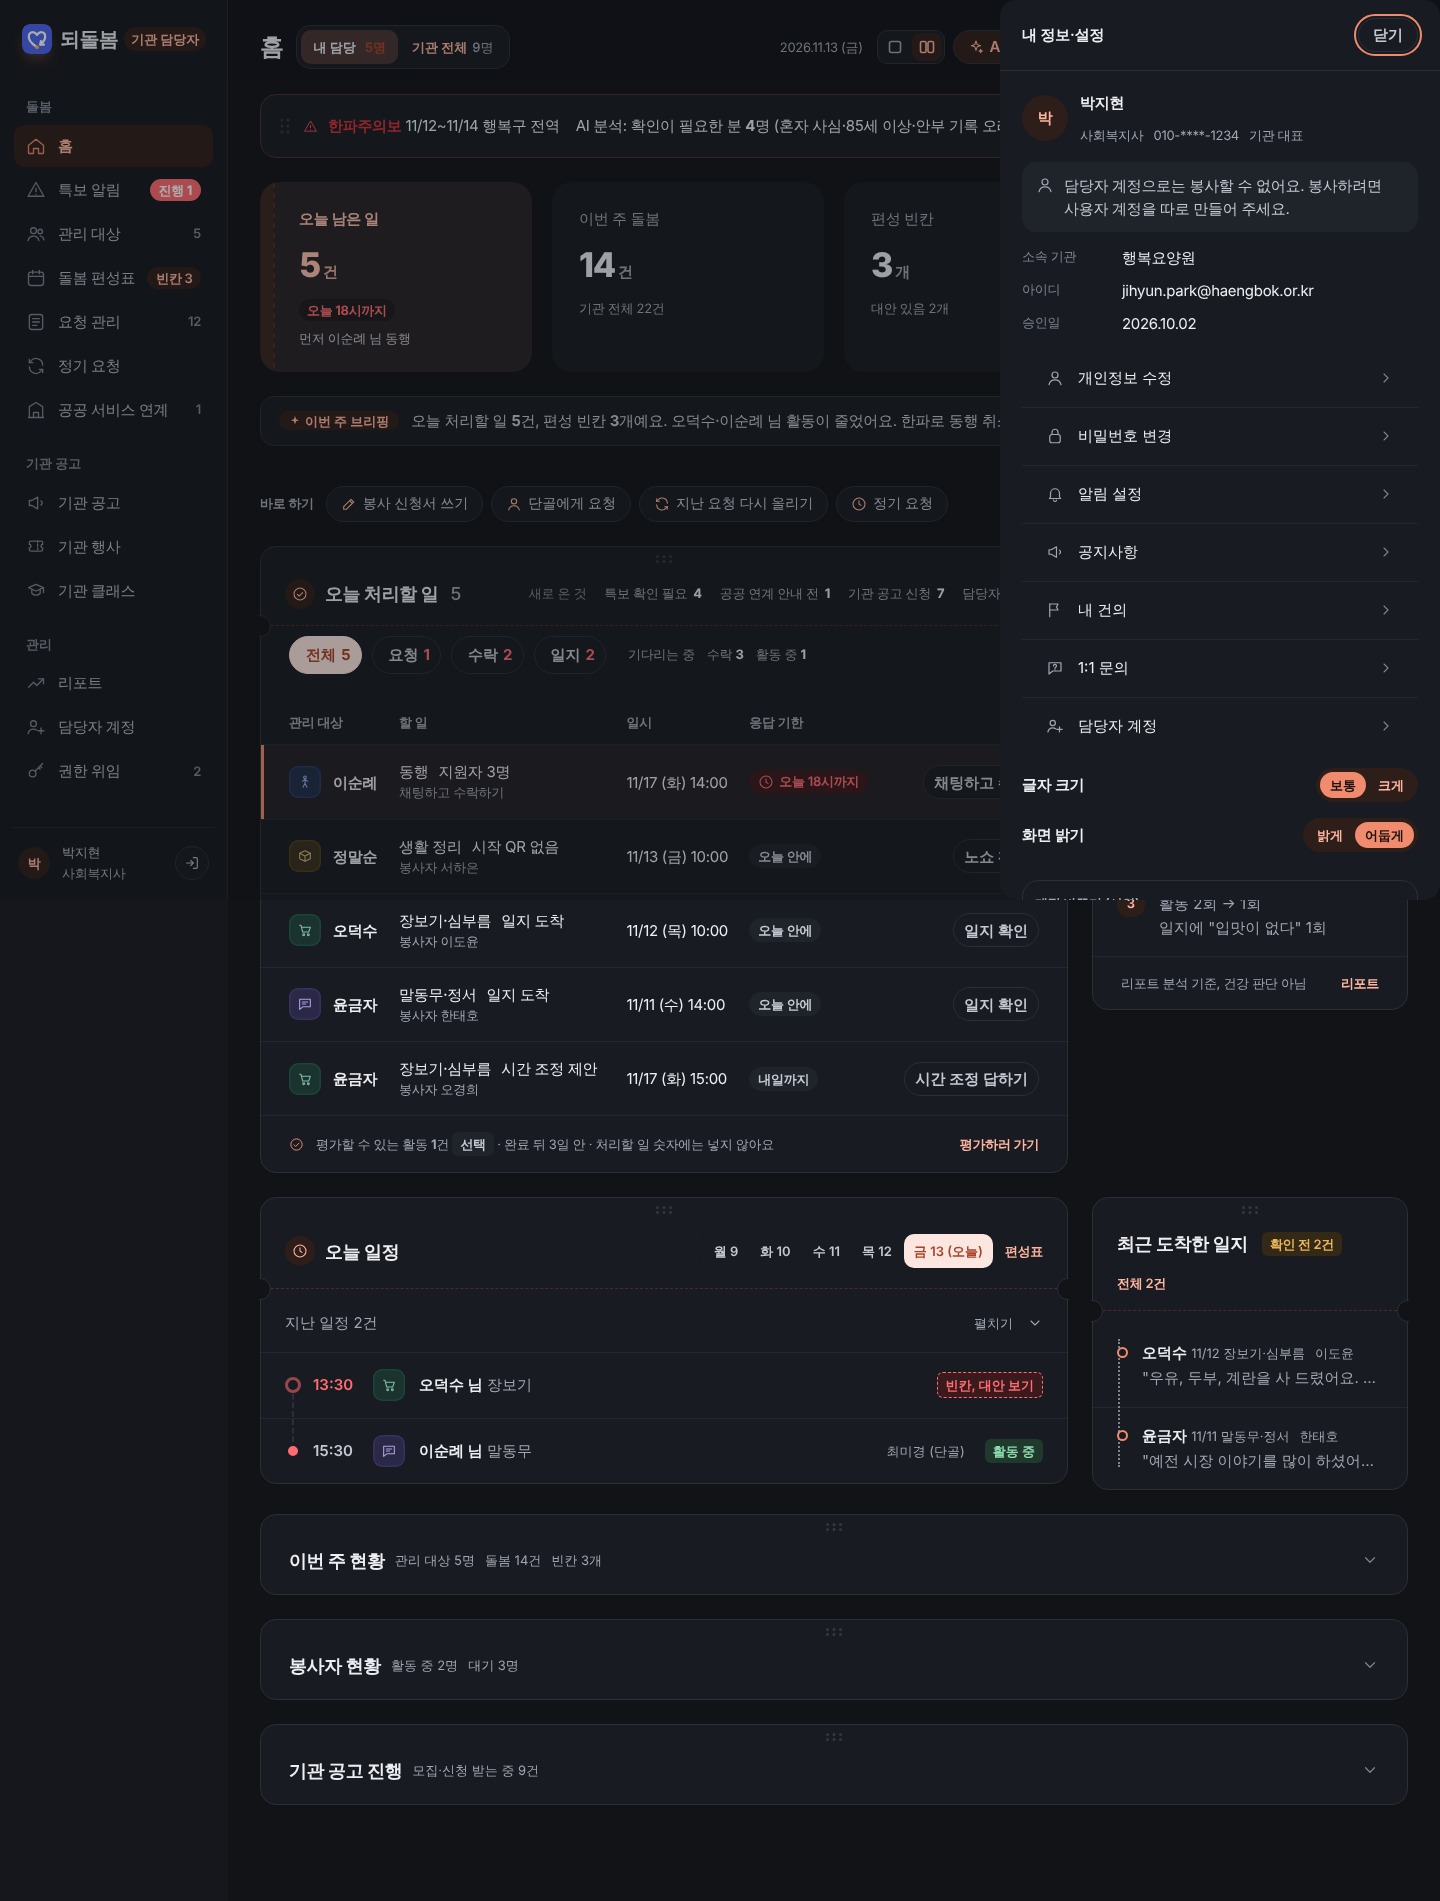 되돌봄 기관 담당자
돌봄
홈
특보 알림 진행 1
관리 대상 5
돌봄 편성표 빈칸 3
요청 관리 12
정기 요청
공공 서비스 연계 1
기관 공고
기관 공고
기관 행사
기관 클래스
관리
리포트
담당자 계정
권한 위임 2
박 박지현
사회복지사
홈 내 담당 5명 기관 전체 9명 2026.11.13 (금) A
한파주의보 11/12~11/14 행복구 전역 AI 분석: 확인이 필요한 분 4명 (혼자 사심·85세 이상·안부 기록 오래
오늘 남은 일
5건
오늘 18시까지
먼저 이순례 님 동행
이번 주 돌봄
14건
기관 전체 22건
편성 빈칸
3개
대안 있음 2개
이번 주 브리핑 오늘 처리할 일 5건, 편성 빈칸 3개예요. 오덕수·이순례 님 활동이 줄었어요. 한파로 동행 취소
바로 하기 봉사 신청서 쓰기 단골에게 요청 지난 요청 다시 올리기 정기 요청
오늘 처리할 일 5 새로 온 것 특보 확인 필요 4 공공 연계 안내 전 1 기관 공고 신청 7 담당자
전체 5 요청 1 수락 2 일지 2 기다리는 중 수락 3 활동 중 1
관리 대상 할 일 일시 응답 기한
이순례 동행 지원자 3명 11/17 (화) 14:00 오늘 18시까지 채팅하고
채팅하고 수락하기
정말순 생활 정리 시작 QR 없음 11/13 (금) 10:00 오늘 안에 노쇼
봉사자 서하은
오덕수 장보기·심부름 일지 도착 11/12 (목) 10:00 오늘 안에 일지 확인
봉사자 이도윤
윤금자 말동무·정서 일지 도착 11/11 (수) 14:00 오늘 안에 일지 확인
봉사자 한태호
윤금자 장보기·심부름 시간 조정 제안 11/17 (화) 15:00 내일까지 시간 조정 답하기
봉사자 오경희
평가할 수 있는 활동 1건 선택 · 완료 뒤 3일 안 · 처리할 일 숫자에는 넣지 않아요 평가하러 가기
오늘 일정 월 9 화 10 수 11 목 12 금 13 (오늘) 편성표
지난 일정 2건 펼치기
13:30 오덕수 님 장보기 빈칸, 대안 보기
15:30 이순례 님 말동무 최미경 (단골) 활동 중
이번 주 현황 관리 대상 5명 돌봄 14건 빈칸 3개
봉사자 현황 활동 중 2명 대기 3명
기관 공고 진행 모집·신청 받는 중 9건
내 정보·설정 닫기
박 박지현
사회복지사 010-****-1234 기관 대표
담당자 계정으로는 봉사할 수 없어요. 봉사하려면
사용자 계정을 따로 만들어 주세요.
소속 기관 행복요양원
아이디 jihyun.park@haengbok.or.kr
승인일 2026.10.02
개인정보 수정
비밀번호 변경
알림 설정
공지사항
내 건의
1:1 문의
담당자 계정
글자 크기 보통 크게
화면 밝기 밝게 어둡게
3 활동 2회 → 1회
일지에 "입맛이 없다" 1회
리포트 분석 기준, 건강 판단 아님 리포트
최근 도착한 일지 확인 전 2건
전체 2건
오덕수 11/12 장보기·심부름 이도윤
"우유, 두부, 계란을 사 드렸어요. ...
윤금자 11/11 말동무·정서 한태호
"예전 시장 이야기를 많이 하셨어...